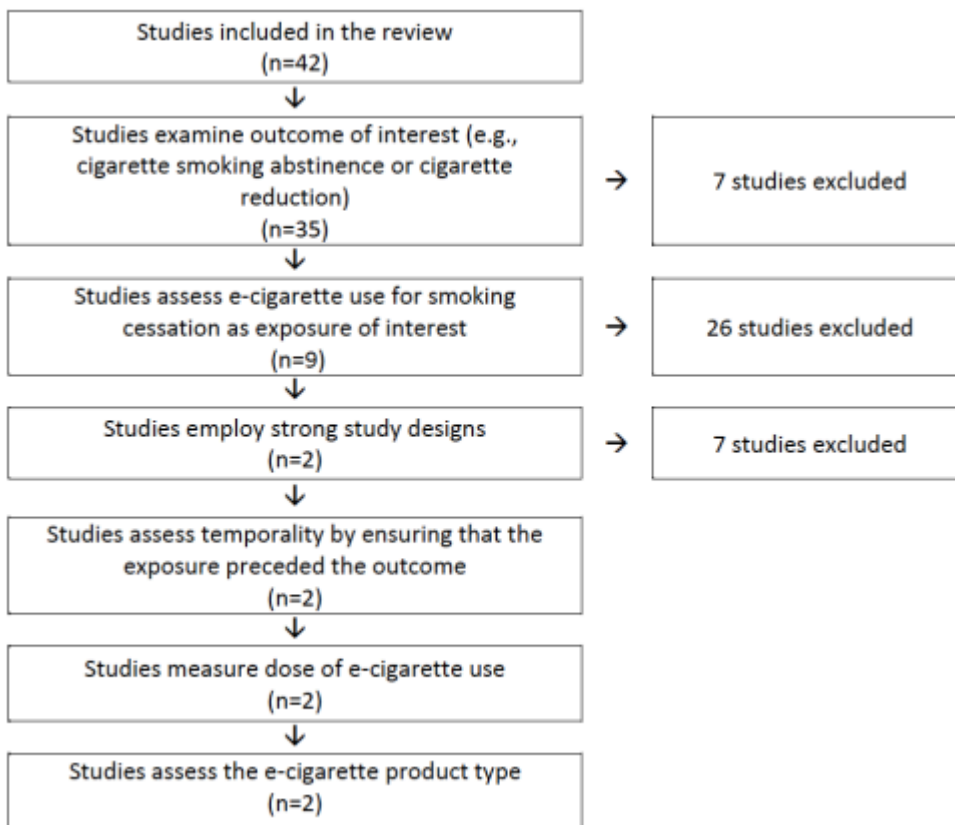 Studies included in the review
(n=42)
↓
Studies examine outcome of interest (e.g.,
cigarette smoking abstinence or cigarette
reduction)
(n=35)
→
7 studies excluded
↓
Studies assess e-cigarette use for smoking
cessation as exposure of interest
(n=9)
→
26 studies excluded
↓
Studies employ strong study designs
(n=2)
→
7 studies excluded
↓
Studies assess temporality by ensuring that the
exposure preceded the outcome
(n=2)
↓
Studies measure dose of e-cigarette use
(n=2)
↓
Studies assess the e-cigarette product type
(n=2)